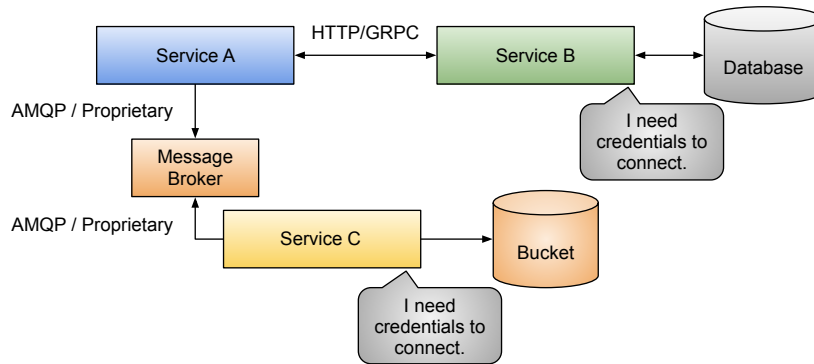 HTTP/GRPC
Service A
Service B
Database
AMQP / Proprietary
I need
credentials to
connect.
Message
Broker
AMQP / Proprietary
Service C
Bucket
I need
credentials to
connect.